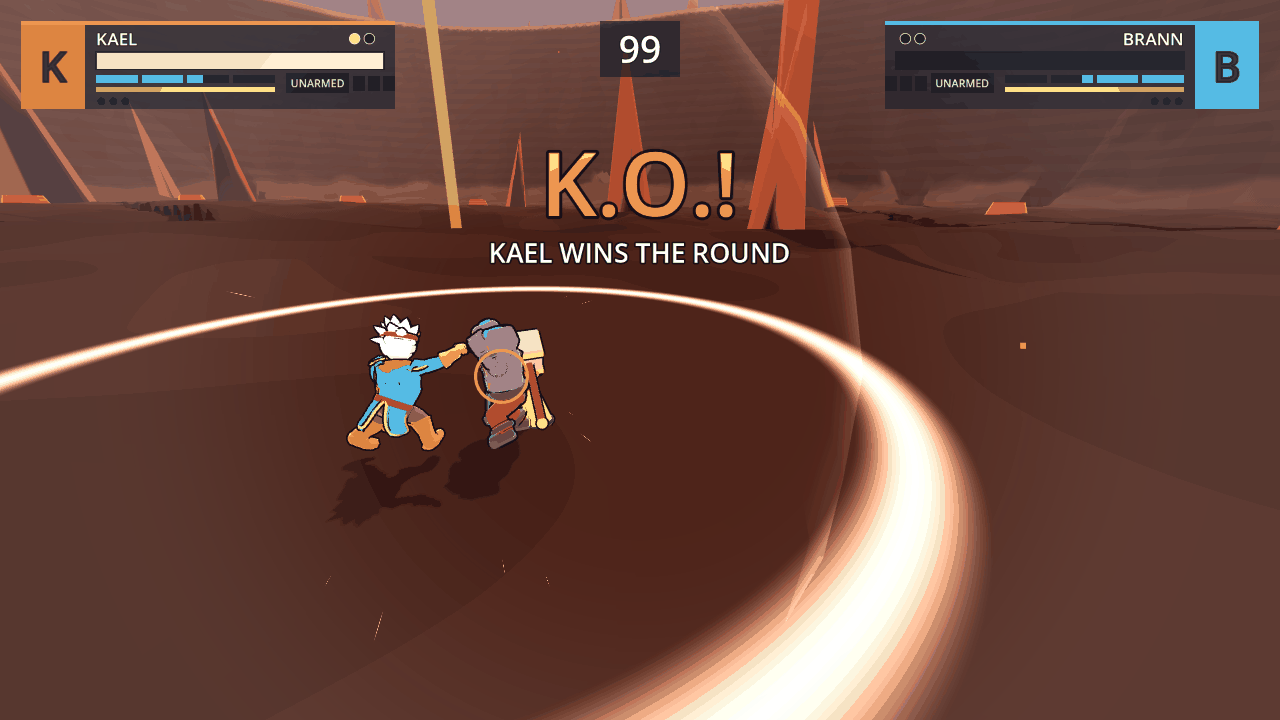 K
KAEL
UNARMED
99
BRANN
UNARMED
B
K.O.!
KAEL WINS THE ROUND